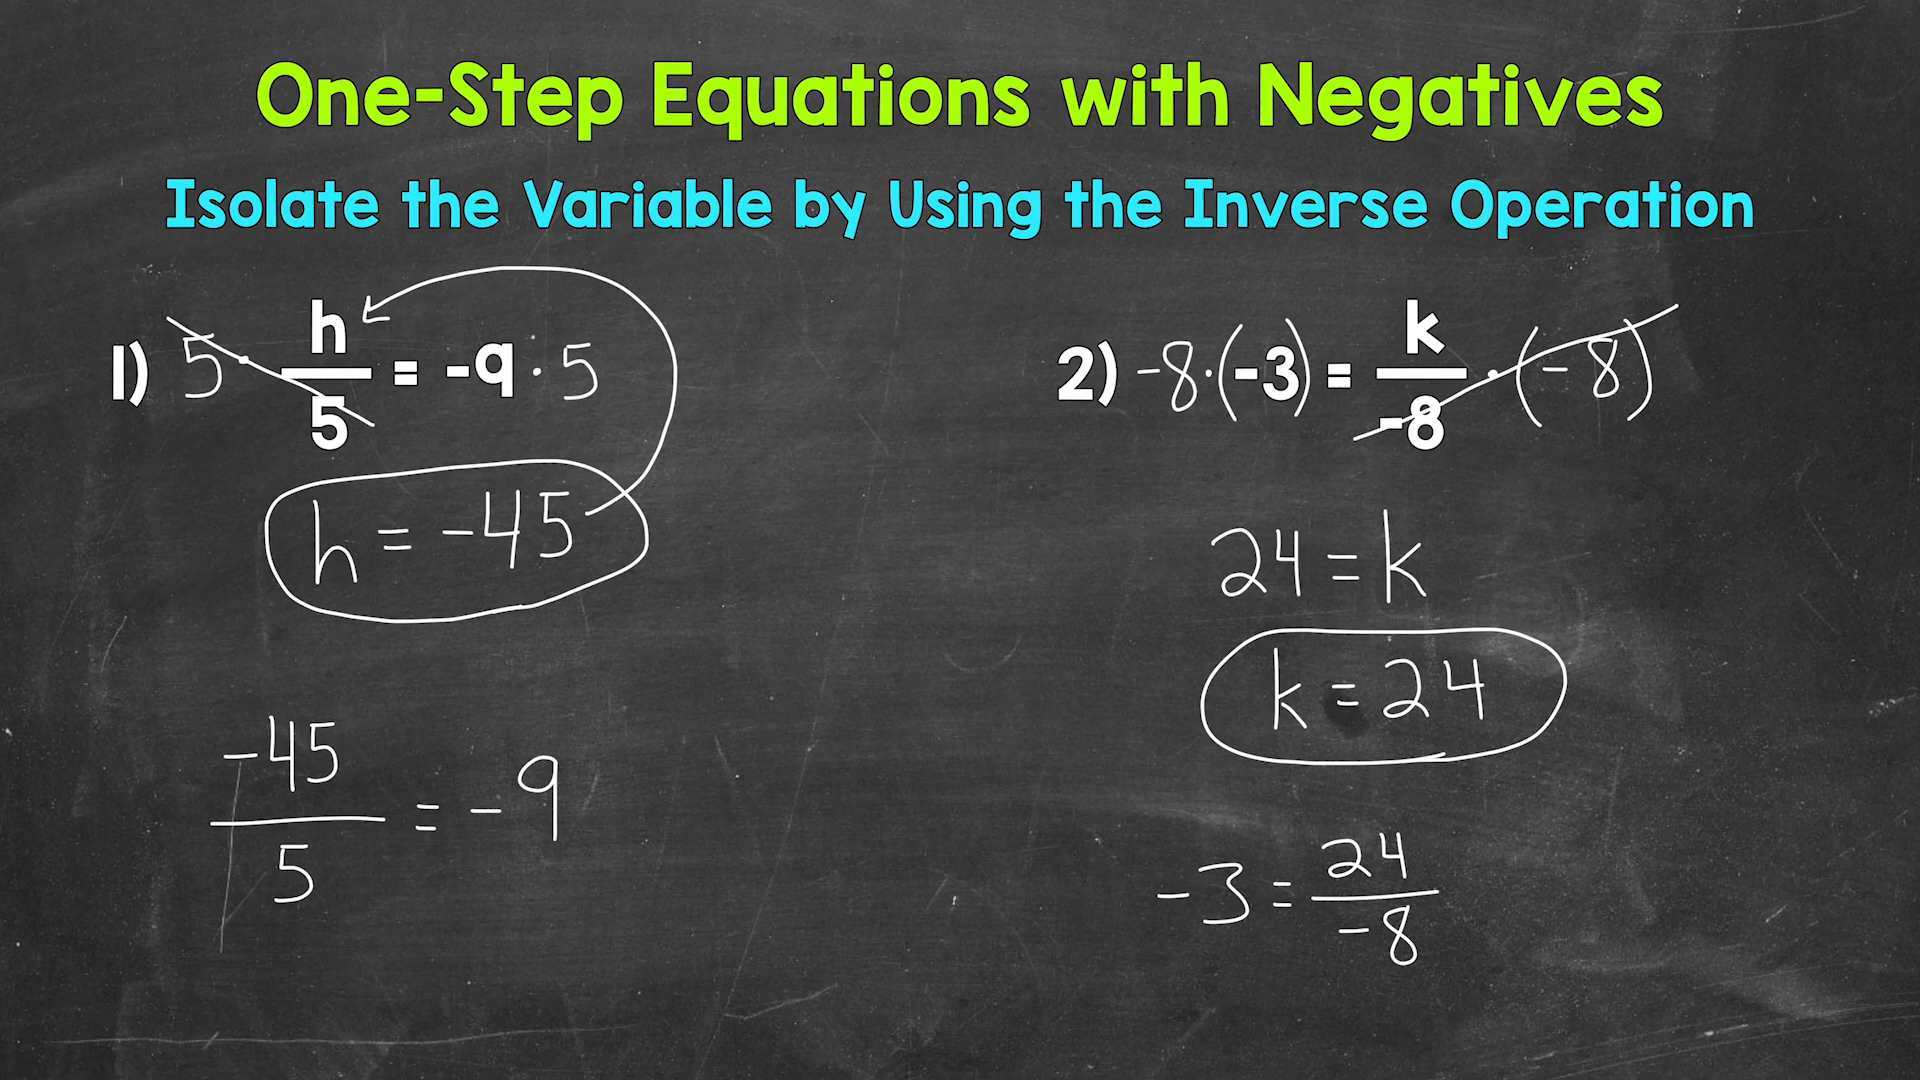 One-Step Equations with Negatives
Isolate the Variable by Using the Inverse Operation
1) 5 · h/5 = -9 · 5
h = -45
-45/5 = -9
2) -8 · (-3) = k/-8 · (-8)
24 = k
k = 24
-3 = 24/-8